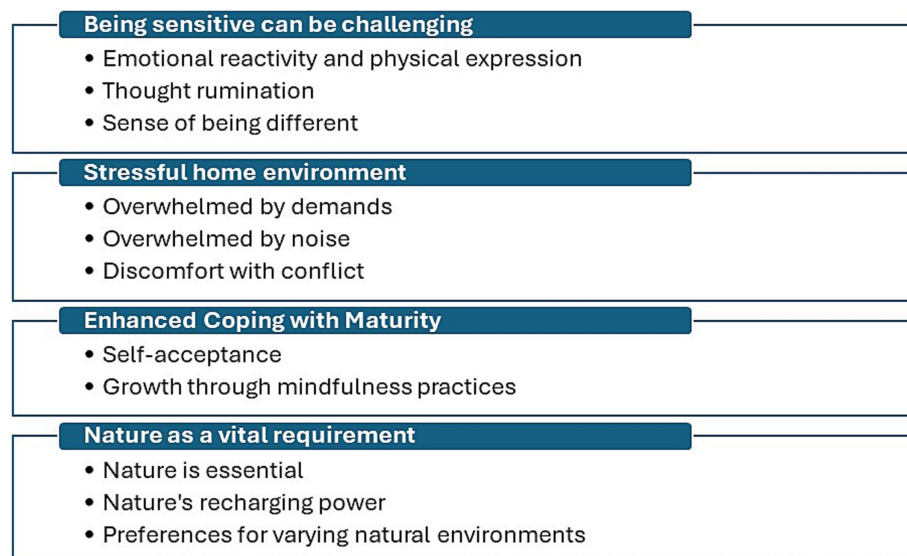 Being sensitive can be challenging
• Emotional reactivity and physical expression
• Thought rumination
• Sense of being different
Stressful home environment
• Overwhelmed by demands
• Overwhelmed by noise
• Discomfort with conflict
Enhanced Coping with Maturity
• Self-acceptance
• Growth through mindfulness practices
Nature as a vital requirement
• Nature is essential
• Nature's recharging power
• Preferences for varying natural environments